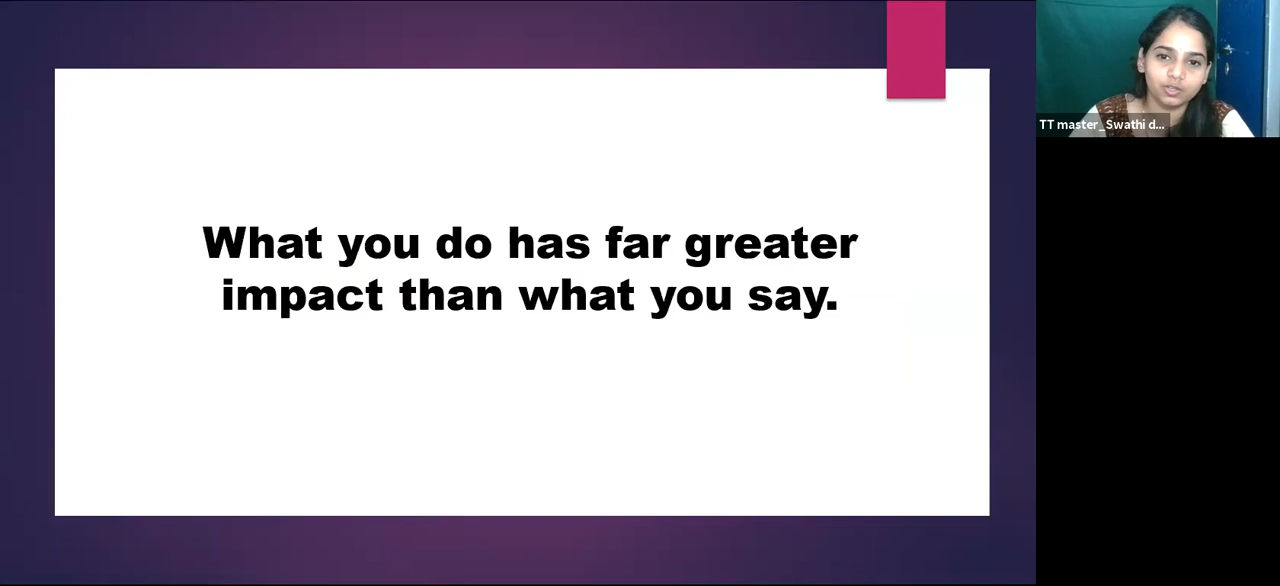 What you do has far greater
impact than what you say.
TT master_Swathi d...